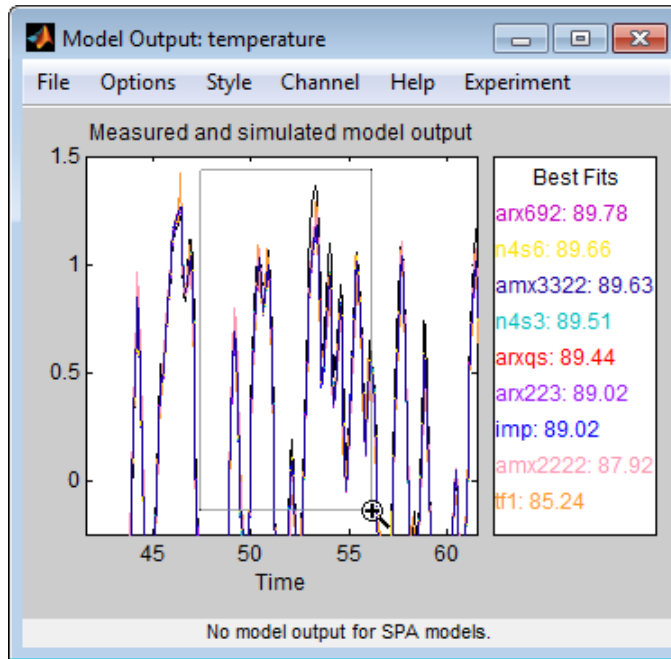 Model Output: temperature
File Options Style Channel Help Experiment
Measured and simulated model output
1.5
1
0.5
0
45 50 55 60
Time
Best Fits
arx692: 89.78
n4s6: 89.66
amx3322: 89.63
n4s3: 89.51
arxqs: 89.44
arx223: 89.02
imp: 89.02
amx2222: 87.92
tf1: 85.24
No model output for SPA models.